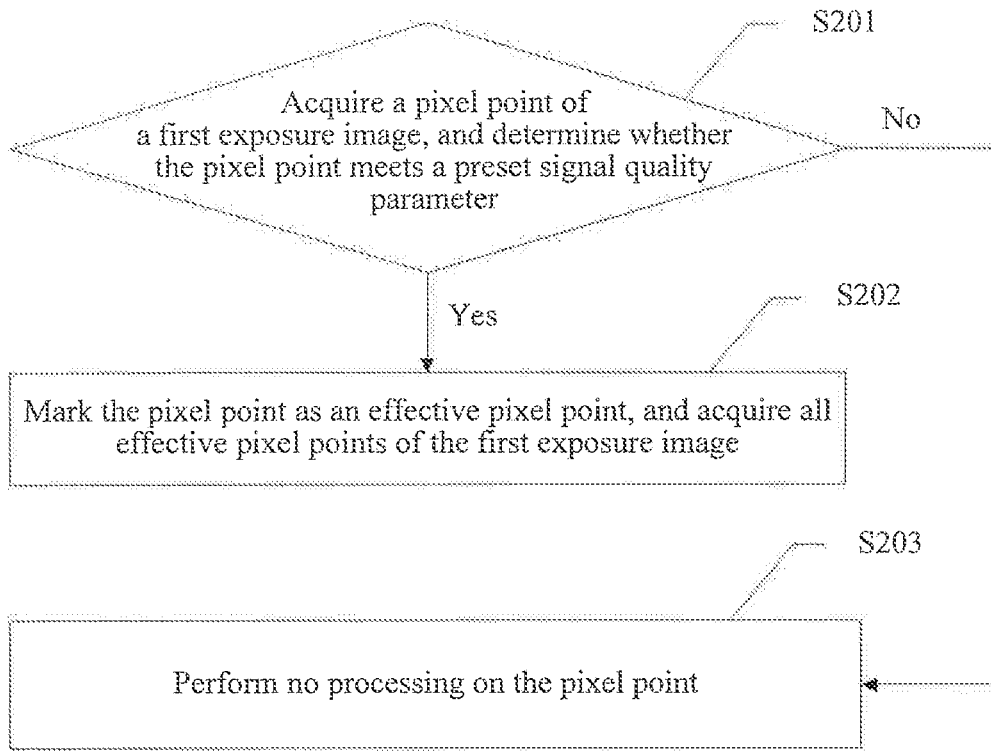 S201
Acquire a pixel point of
a first exposure image, and determine whether
the pixel point meets a preset signal quality
parameter
No
Yes
S202
Mark the pixel point as an effective pixel point, and acquire all
effective pixel points of the first exposure image
S203
Perform no processing on the pixel point